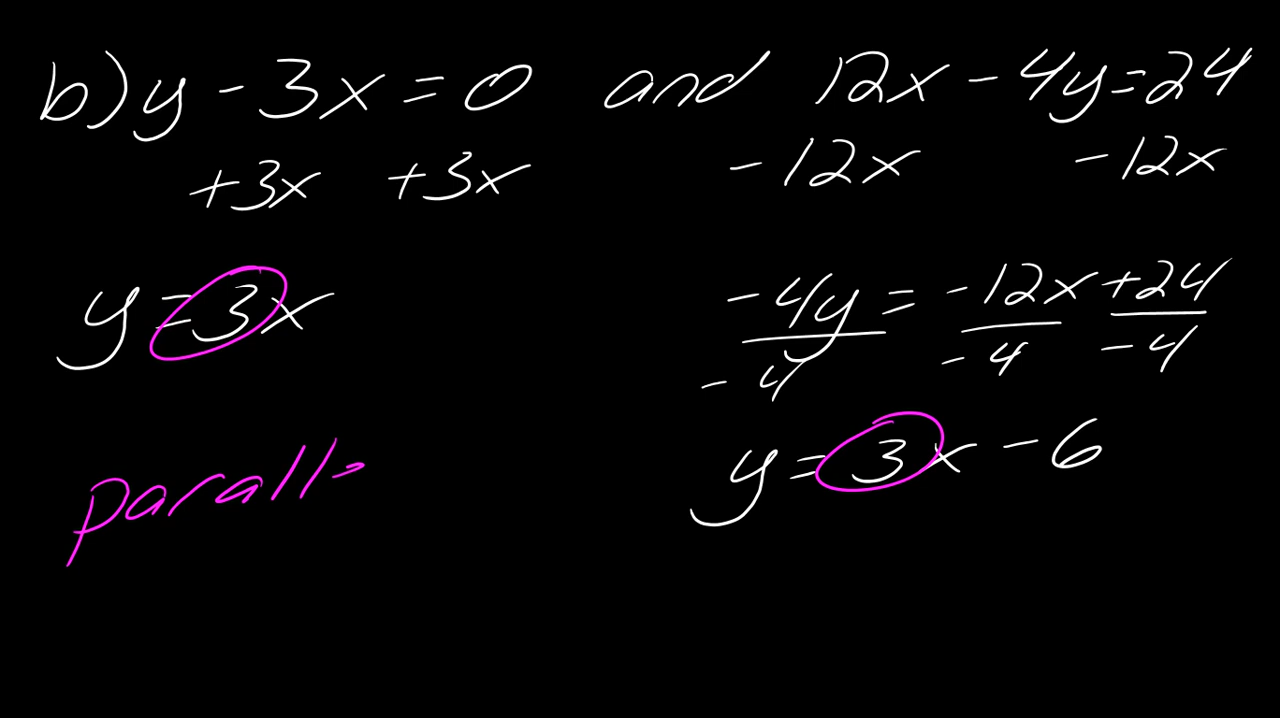 b) y - 3x = 0 and 12x - 4y = 24
+3x +3x - 12x - 12x
y = 3x
-4y = -12x + 24
-4 -4 -4
y = 3x - 6
paralle